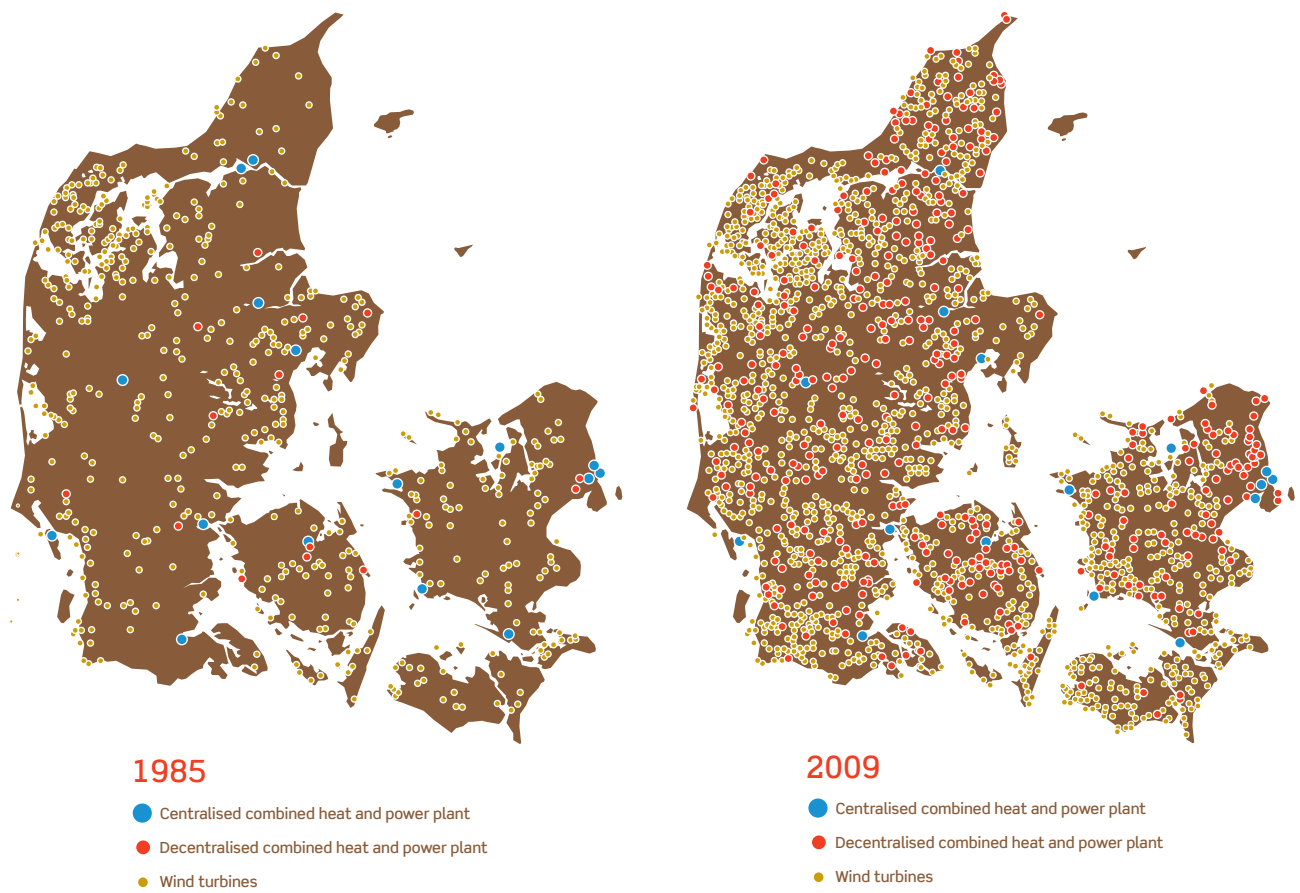 1985
Centralised combined heat and power plant
Decentralised combined heat and power plant
Wind turbines
2009
Centralised combined heat and power plant
Decentralised combined heat and power plant
Wind turbines